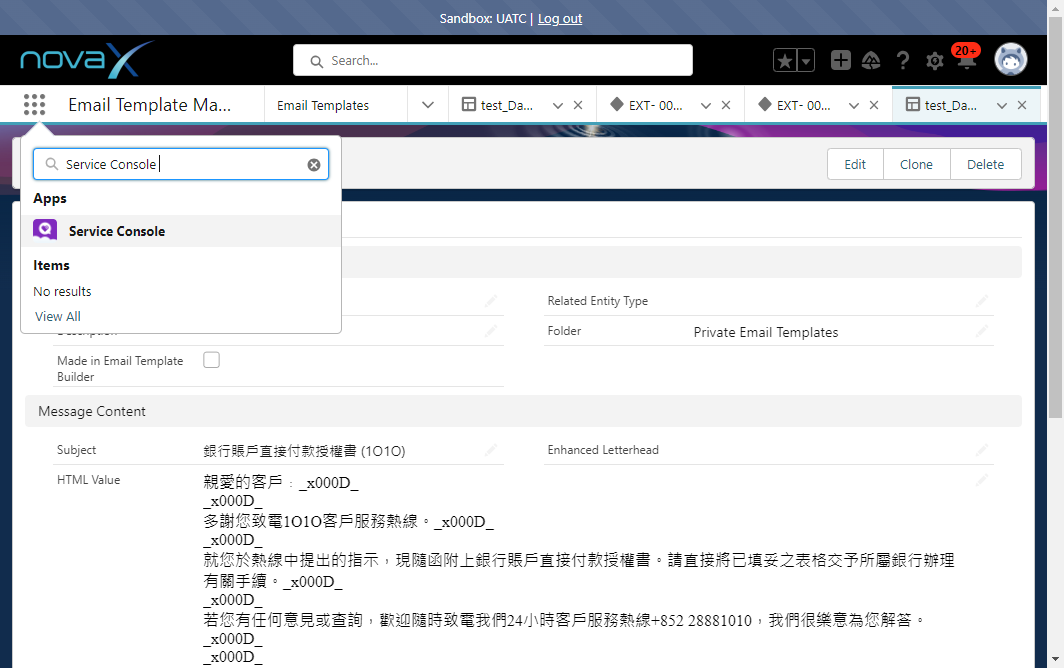 Sandbox: UATC | Log out
novaX
Search...
20+
Email Template Ma...
Email Templates
test_Da...
EXT- 00...
EXT- 00...
test_Da...
Service Console
Edit
Clone
Delete
Apps
Service Console
Items
No results
View All
Related Entity Type
Description
Folder
Private Email Templates
Made in Email Template
Builder
Message Content
Subject
銀行賬戶直接付款授權書 (1O1O)
Enhanced Letterhead
HTML Value
親愛的客戶﹕_x000D_
_x000D_
多謝您致電1O1O客戶服務熱線。_x000D_
_x000D_
就您於熱線中提出的指示，現隨函附上銀行賬戶直接付款授權書。請直接將已填妥之表格交予所屬銀行辦理
有關手續。_x000D_
_x000D_
若您有任何意見或查詢，歡迎隨時致電我們24小時客戶服務熱線+852 28881010，我們很樂意為您解答。
_x000D_
_x000D_